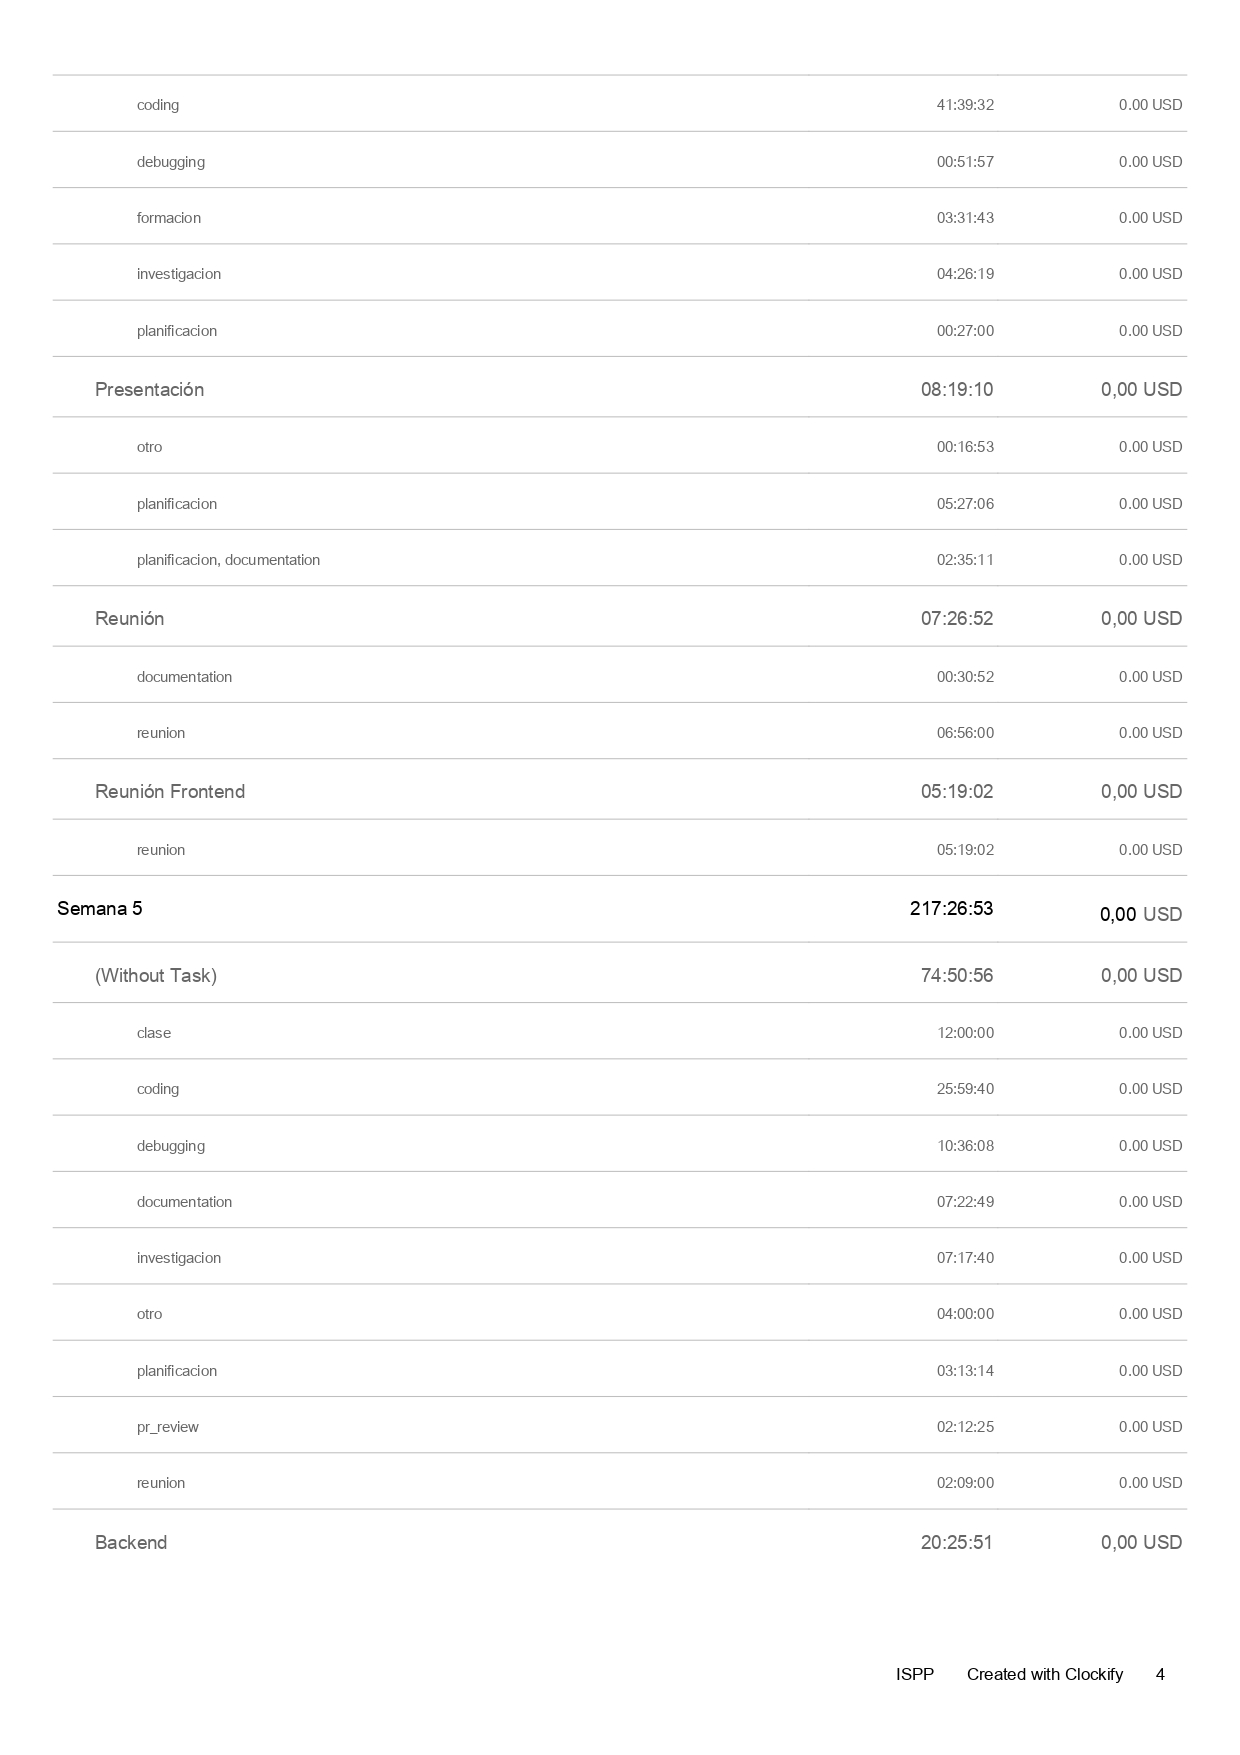 coding 41:39:32 0.00 USD
debugging 00:51:57 0.00 USD
formacion 03:31:43 0.00 USD
investigacion 04:26:19 0.00 USD
planificacion 00:27:00 0.00 USD
Presentación 08:19:10 0,00 USD
otro 00:16:53 0.00 USD
planificacion 05:27:06 0.00 USD
planificacion, documentation 02:35:11 0.00 USD
Reunión 07:26:52 0,00 USD
documentation 00:30:52 0.00 USD
reunion 06:56:00 0.00 USD
Reunión Frontend 05:19:02 0,00 USD
reunion 05:19:02 0.00 USD
Semana 5 217:26:53 0,00 USD
(Without Task) 74:50:56 0,00 USD
clase 12:00:00 0.00 USD
coding 25:59:40 0.00 USD
debugging 10:36:08 0.00 USD
documentation 07:22:49 0.00 USD
investigacion 07:17:40 0.00 USD
otro 04:00:00 0.00 USD
planificacion 03:13:14 0.00 USD
pr_review 02:12:25 0.00 USD
reunion 02:09:00 0.00 USD
Backend 20:25:51 0,00 USD
ISPP Created with Clockify 4